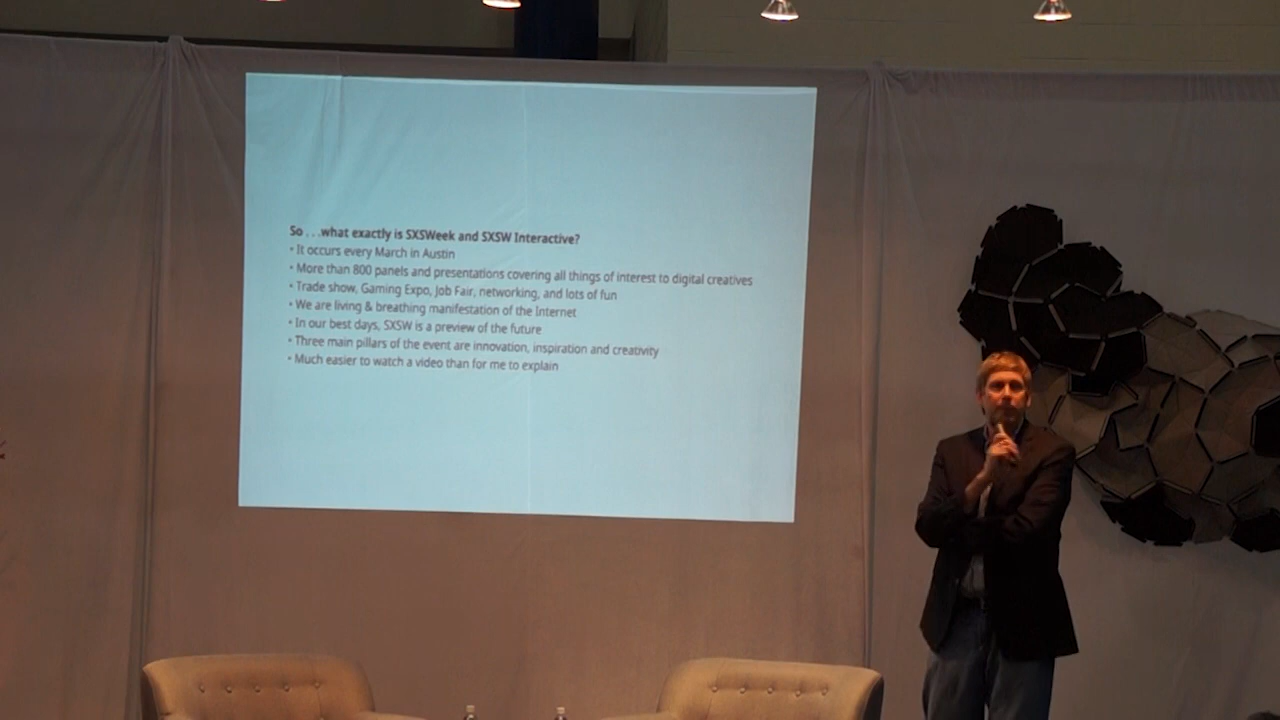 So . . .what exactly is SXSWeek and SXSW Interactive?
• It occurs every March in Austin
• More than 800 panels and presentations covering all things of interest to digital creatives
• Trade show, Gaming Expo, Job Fair, networking, and lots of fun
• We are living & breathing manifestation of the Internet
• In our best days, SXSW is a preview of the future
• Three main pillars of the event are innovation, inspiration and creativity
• Much easier to watch a video than for me to explain